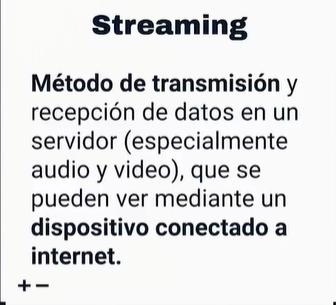 Streaming
Método de transmisión y
recepción de datos en un
servidor (especialmente
audio y video), que se
pueden ver mediante un
dispositivo conectado a
internet.
+ −